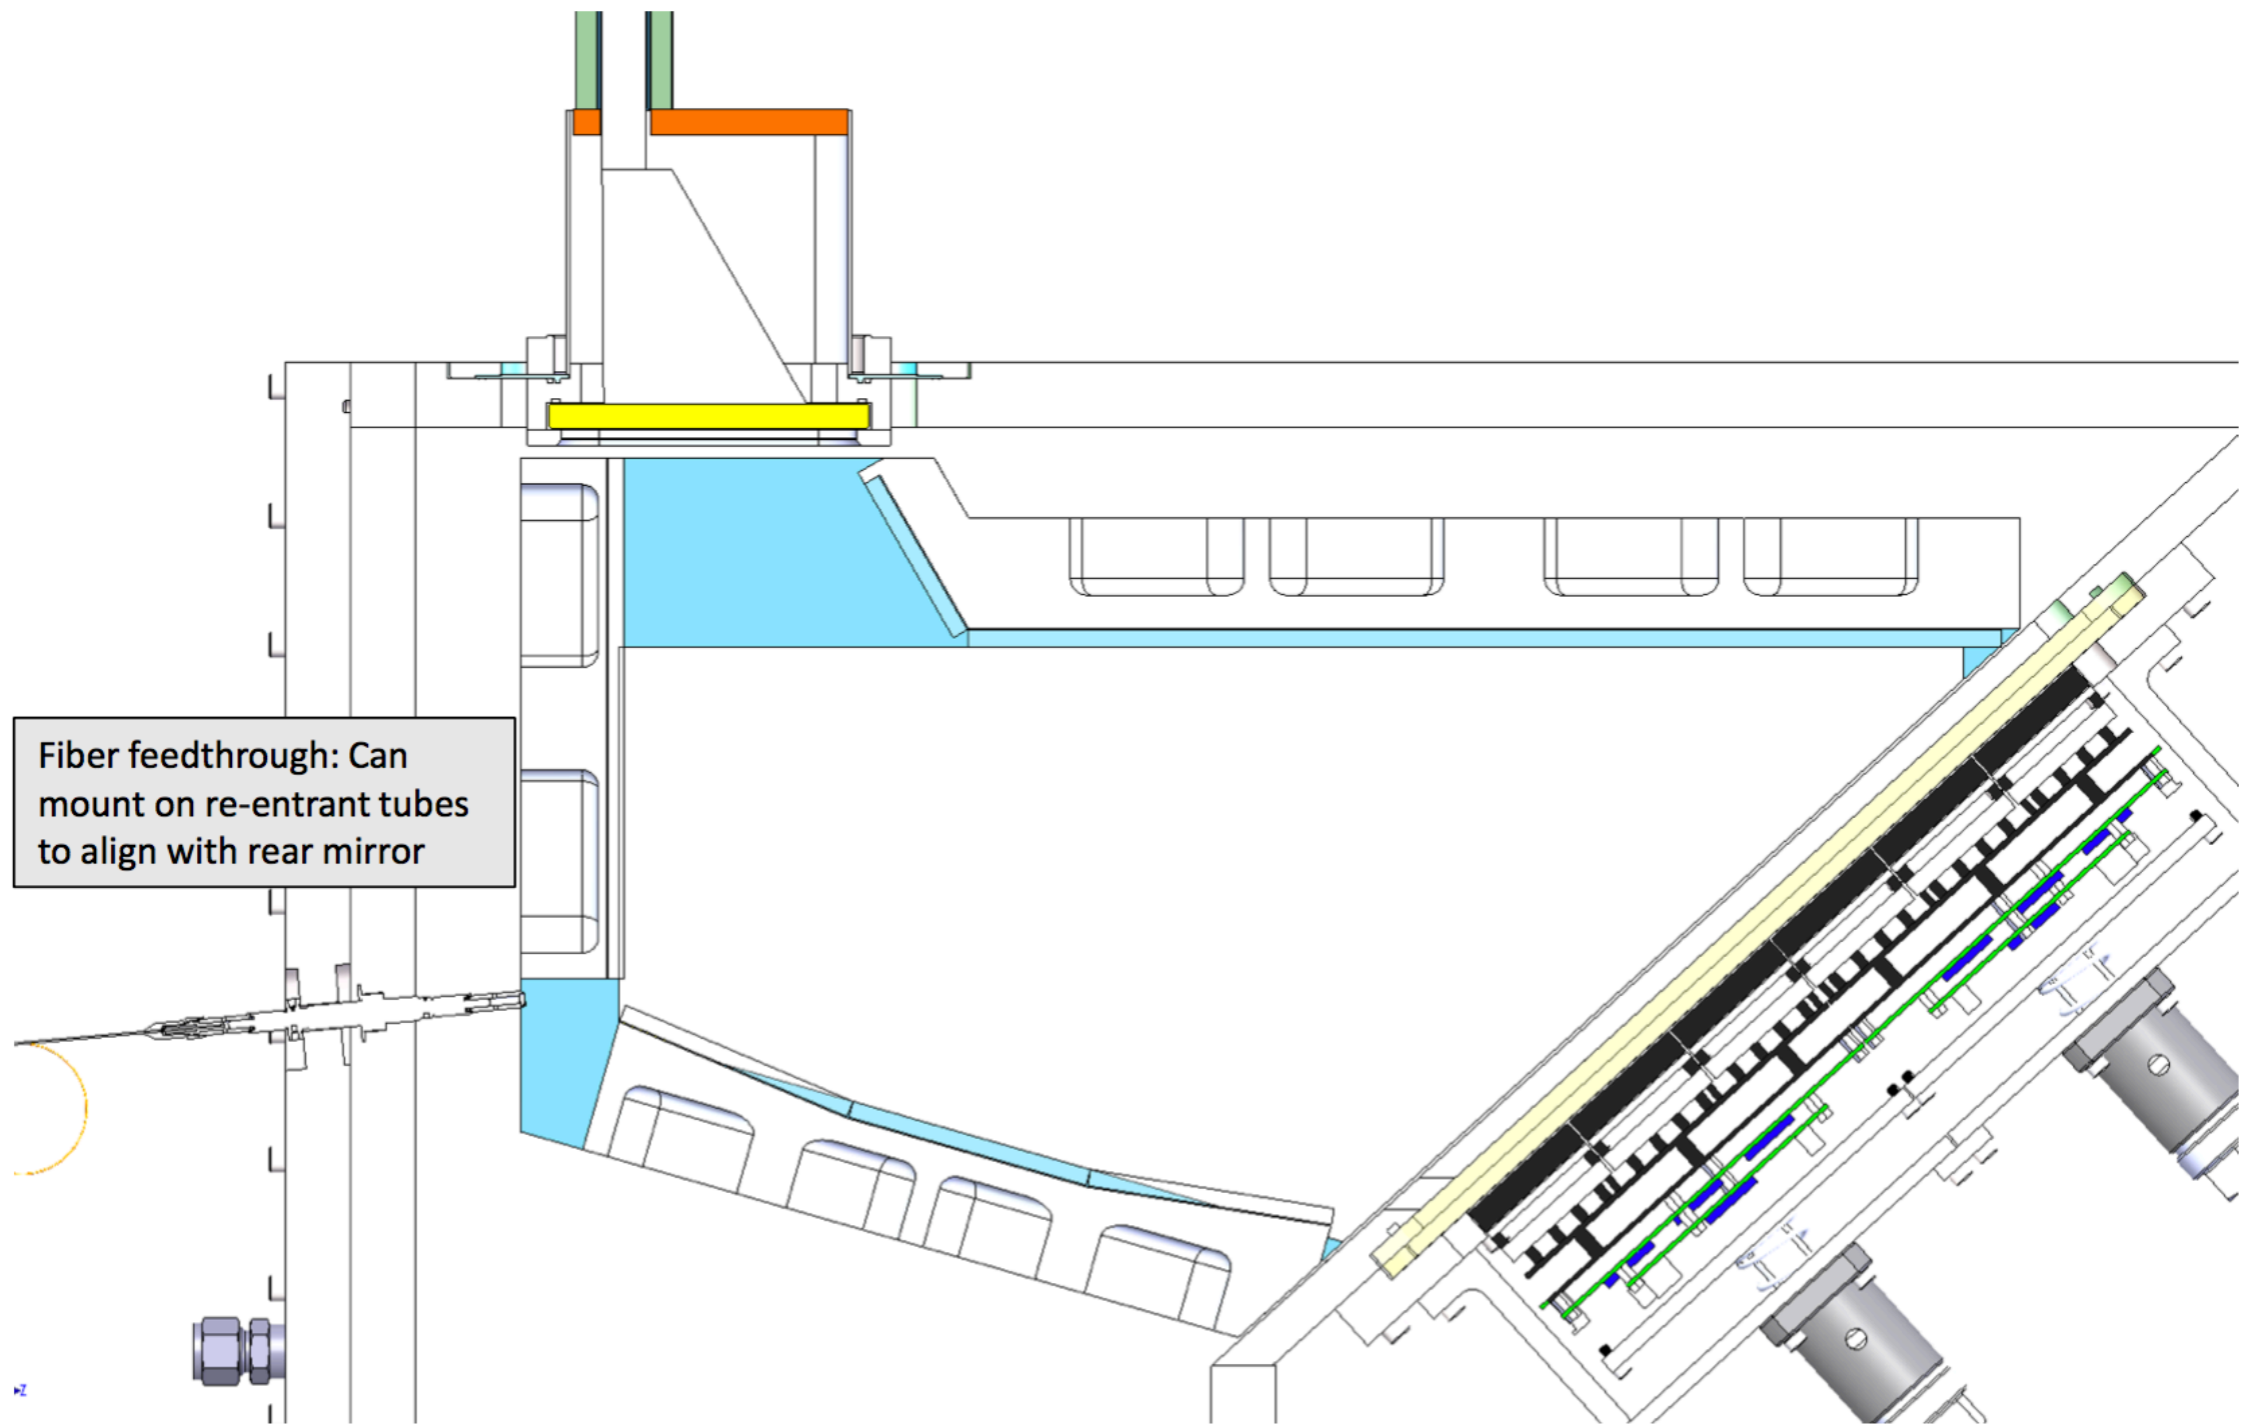 Fiber feedthrough: Can
mount on re-entrant tubes
to align with rear mirror
Z